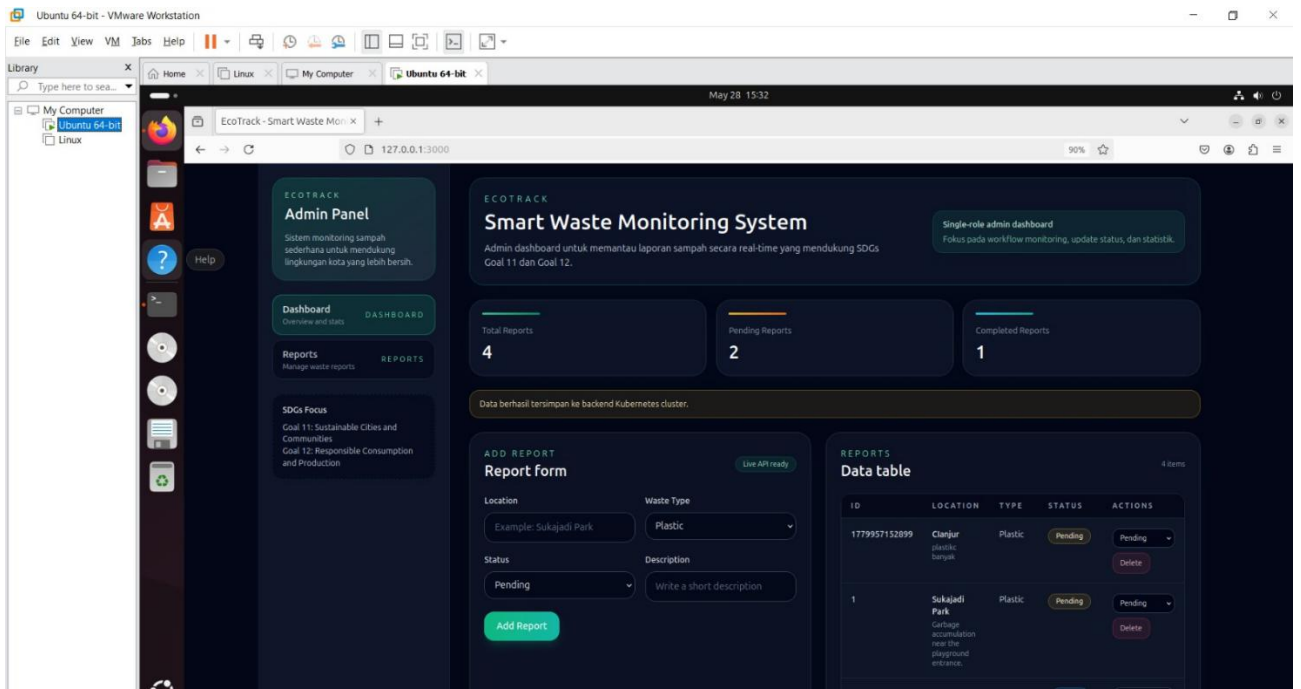 Ubuntu 64-bit - VMware Workstation
File Edit View VM Tabs Help
Library
Type here to sea...
My Computer
Ubuntu 64-bit
Linux
Home
Linux
My Computer
Ubuntu 64-bit
May 28 15:32
EcoTrack - Smart Waste Moni
127.0.0.1:3000
90%
Help
ECOTRACK
Admin Panel
Sistem monitoring sampah
sederhana untuk mendukung
lingkungan kota yang lebih bersih.
Dashboard
Overview and stats
DASHBOARD
Reports
Manage waste reports
REPORTS
SDGs Focus
Goal 11: Sustainable Cities and
Communities
Goal 12: Responsible Consumption
and Production
ECOTRACK
Smart Waste Monitoring System
Admin dashboard untuk memantau laporan sampah secara real-time yang mendukung SDGs
Goal 11 dan Goal 12.
Single-role admin dashboard
Fokus pada workflow monitoring, update status, dan statistik.
Total Reports
4
Pending Reports
2
Completed Reports
1
Data berhasil tersimpan ke backend Kubernetes cluster.
ADD REPORT
Report form
Live API ready
Location
Example: Sukajadi Park
Waste Type
Plastic
Status
Pending
Description
Write a short description
Add Report
REPORTS
Data table
4 items
ID LOCATION TYPE STATUS ACTIONS
1779957152899 Cianjur Plastic Pending Pending
plastikc
banyak
Delete
1 Sukajadi Plastic Pending Pending
Park
Garbage
accumulation
near the
playground
entrance.
Delete